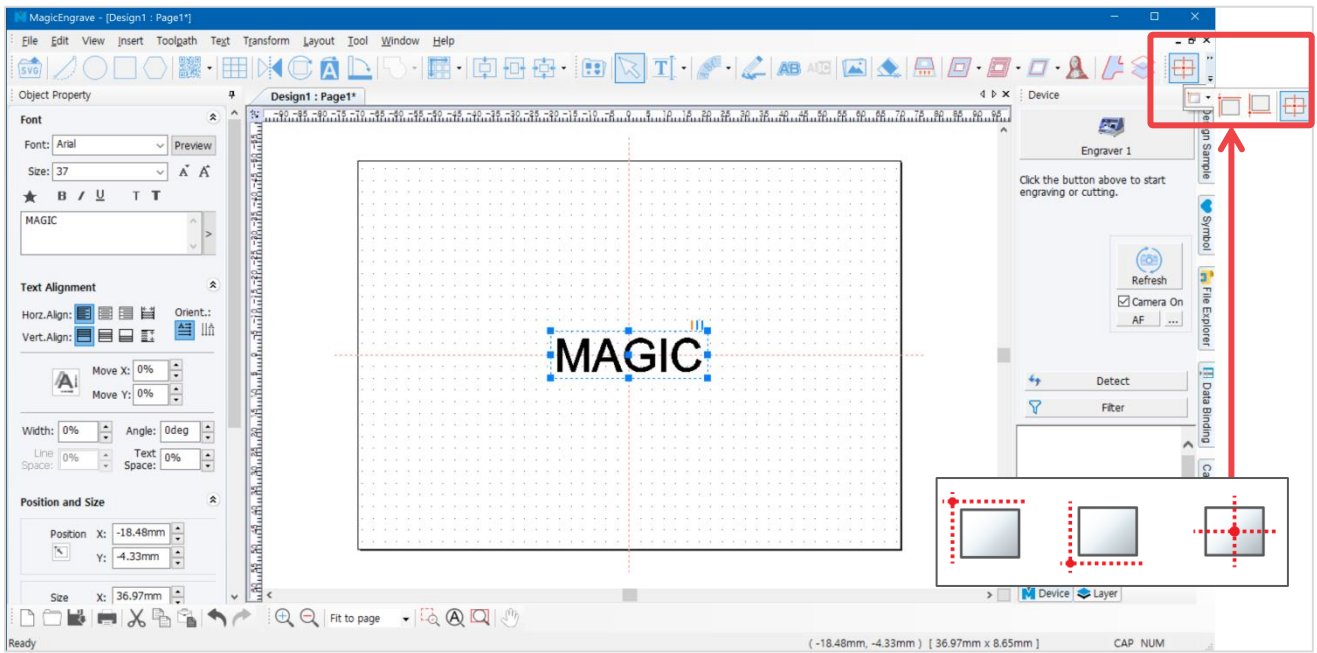 MagicEngrave - [Design1 : Page1*]
File Edit View Insert Toolpath Text Transform Layout Tool Window Help
SVG
Object Property
Design1 : Page1*
Device
Font
Font: Arial Preview
Size: 37
B / U T T
MAGIC
Text Alignment
Horz.Align: Orient.:
Vert.Align:
Move X: 0%
Move Y: 0%
Width: 0% Angle: 0deg
Line Space: 0% Text Space: 0%
Position and Size
Position X: -18.48mm
Y: -4.33mm
Size X: 36.97mm
MAGIC
Engraver 1
Click the button above to start
engraving or cutting.
Refresh
Camera On
AF ...
Detect
Filter
Design Sample
Symbol
File Explorer
Data Binding
Ca
Device Layer
Fit to page
Ready
( -18.48mm, -4.33mm ) [ 36.97mm x 8.65mm ] CAP NUM